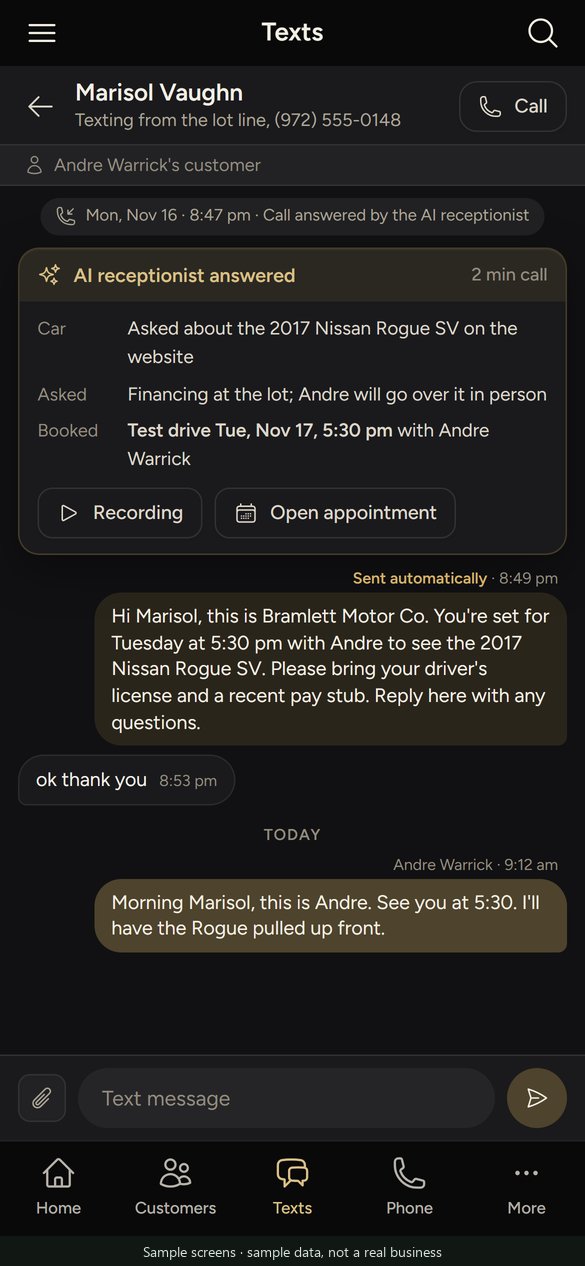 Texts
Marisol Vaughn
Texting from the lot line, (972) 555-0148
Call
Andre Warrick's customer
Mon, Nov 16 · 8:47 pm · Call answered by the AI receptionist
AI receptionist answered
2 min call
Car
Asked about the 2017 Nissan Rogue SV on the
website
Asked
Financing at the lot; Andre will go over it in person
Booked
Test drive Tue, Nov 17, 5:30 pm with Andre
Warrick
Recording
Open appointment
Sent automatically · 8:49 pm
Hi Marisol, this is Bramlett Motor Co. You're set for
Tuesday at 5:30 pm with Andre to see the 2017
Nissan Rogue SV. Please bring your driver's
license and a recent pay stub. Reply here with any
questions.
ok thank you 8:53 pm
TODAY
Andre Warrick · 9:12 am
Morning Marisol, this is Andre. See you at 5:30. I'll
have the Rogue pulled up front.
Text message
Home
Customers
Texts
Phone
More
Sample screens · sample data, not a real business